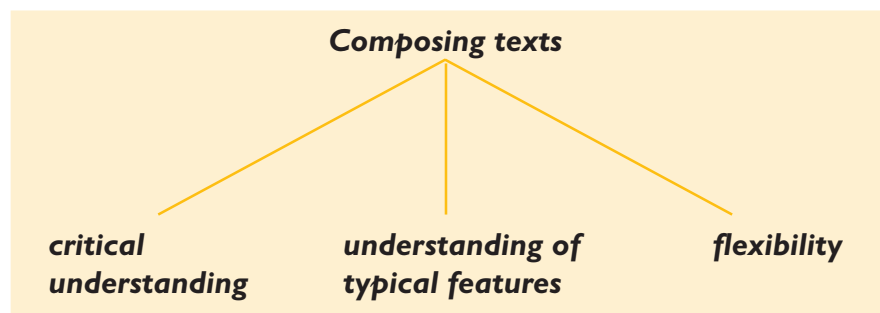 Composing texts
critical
understanding
understanding of
typical features
flexibility